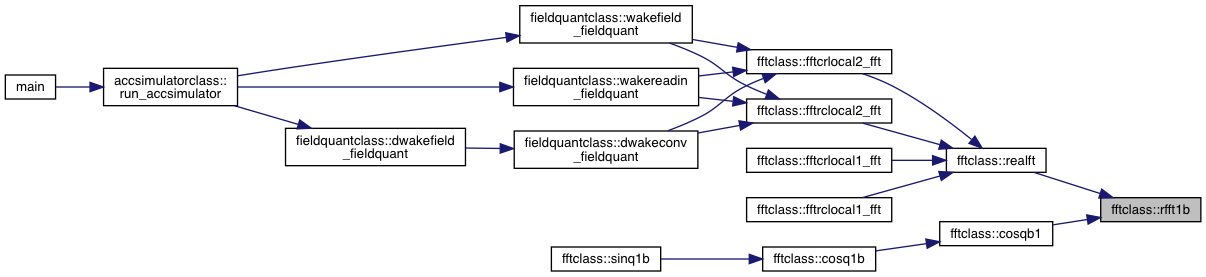 fieldquantclass::wakefield
_fieldquant
fftclass::fftcrlocal2_fft
main
accsimulatorclass::
run_accsimulator
fieldquantclass::wakereadin
_fieldquant
fftclass::fftrclocal2_fft
fieldquantclass::dwakefield
_fieldquant
fieldquantclass::dwakeconv
_fieldquant
fftclass::fftcrlocal1_fft
fftclass::realft
fftclass::fftrclocal1_fft
fftclass::rfft1b
fftclass::cosqb1
fftclass::sinq1b
fftclass::cosq1b